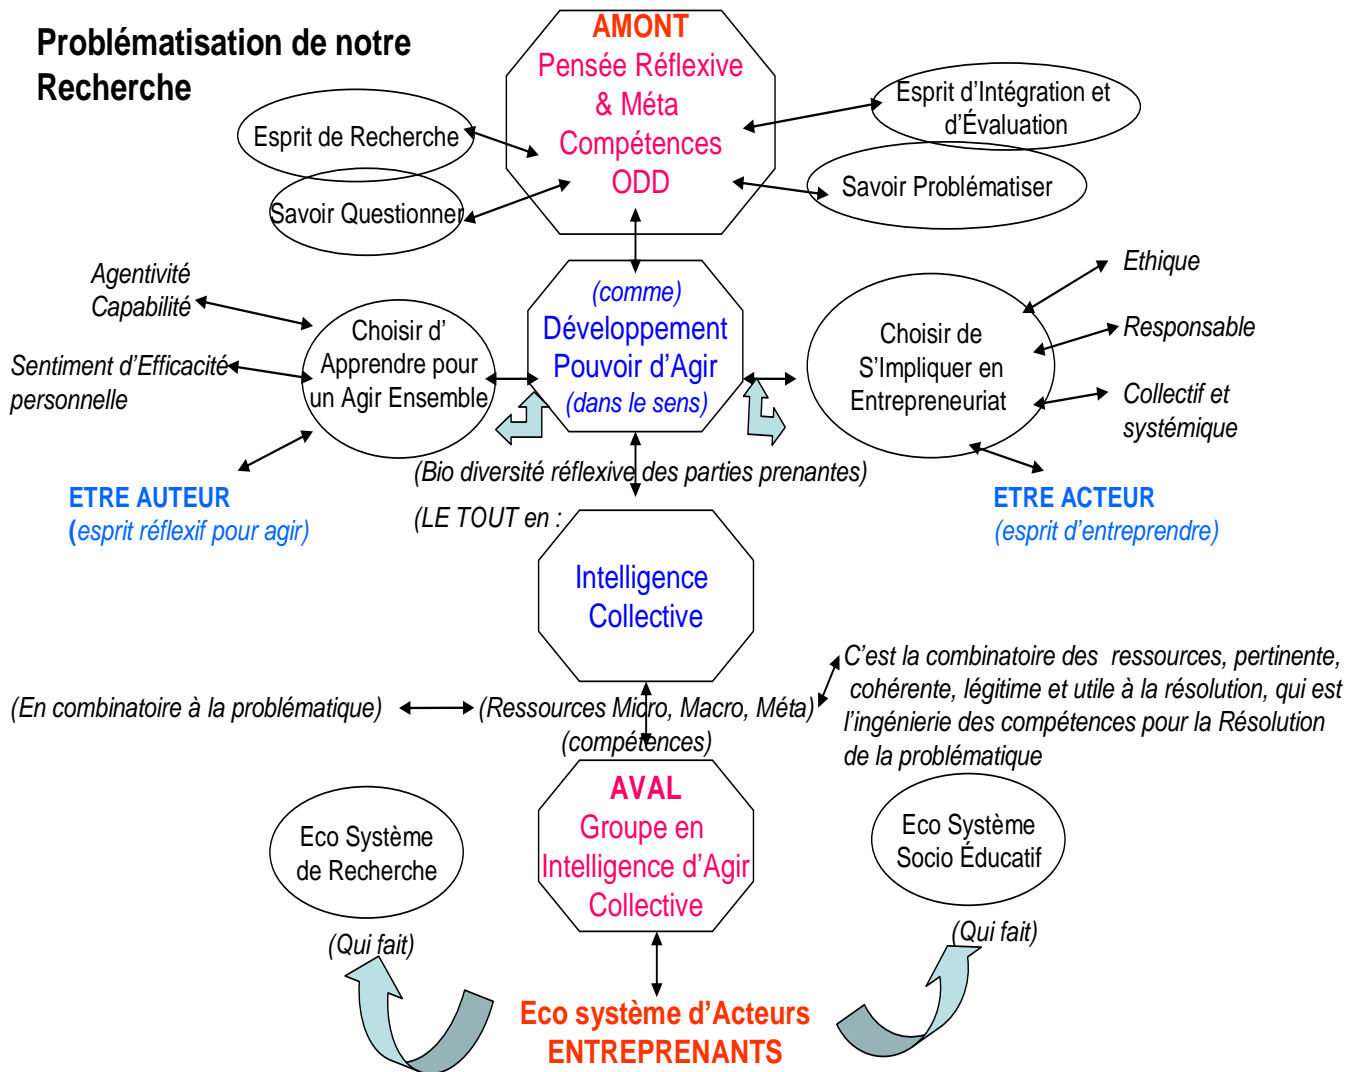 Problématisation de notre
Recherche
AMONT
Pensée Réflexive
& Méta
Compétences
ODD
Esprit de Recherche
Savoir Questionner
Esprit d'Intégration et
d'Évaluation
Savoir Problématiser
Agentivité
Capabilité
Sentiment d'Efficacité
personnelle
Choisir d'
Apprendre pour
un Agir Ensemble
(comme)
Développement
Pouvoir d'Agir
(dans le sens)
Choisir de
S'Impliquer en
Entrepreneuriat
Ethique
Responsable
Collectif et
systémique
ETRE AUTEUR
(esprit réflexif pour agir)
(Bio diversité réflexive des parties prenantes)
(LE TOUT en :
ETRE ACTEUR
(esprit d'entreprendre)
Intelligence
Collective
(En combinatoire à la problématique)
(Ressources Micro, Macro, Méta)
(compétences)
C'est la combinatoire des ressources, pertinente,
cohérente, légitime et utile à la résolution, qui est
l'ingénierie des compétences pour la Résolution
de la problématique
Eco Système
de Recherche
(Qui fait)
AVAL
Groupe en
Intelligence d'Agir
Collective
Eco Système
Socio Éducatif
(Qui fait)
Eco système d'Acteurs
ENTREPRENANTS